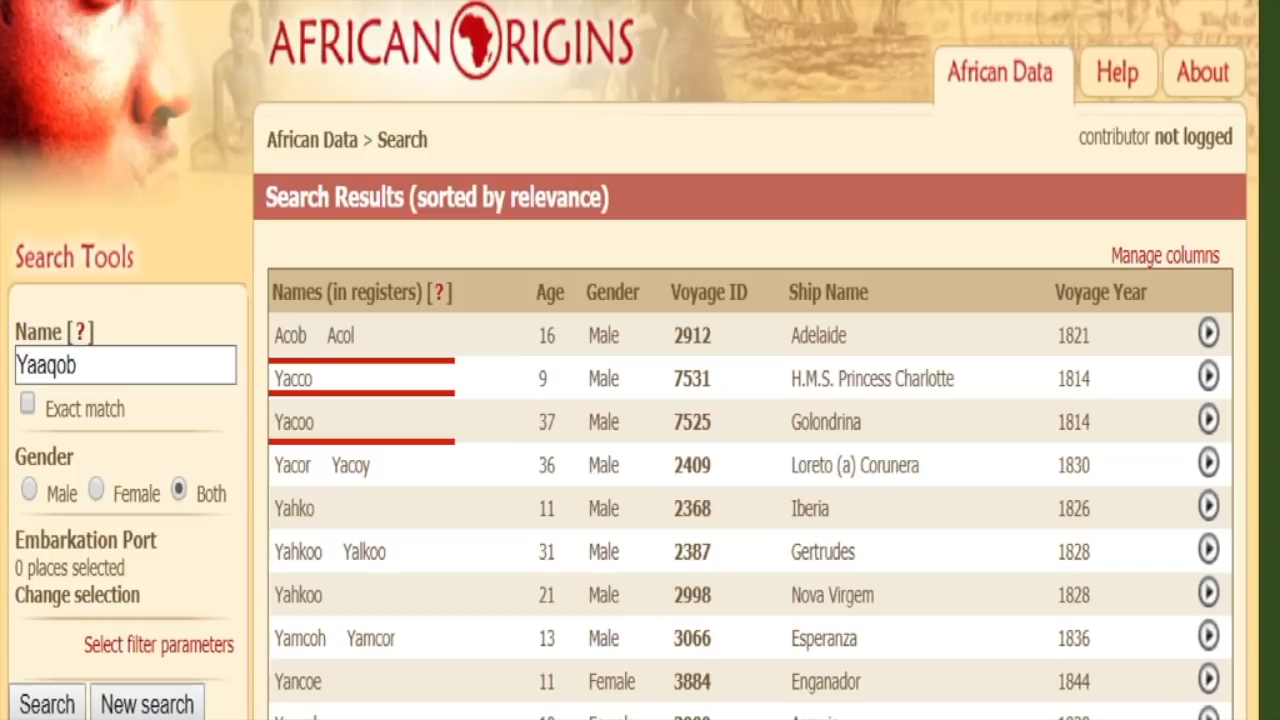 AFRICAN ORIGINS
African Data Help About
African Data > Search
contributor not logged
Search Results (sorted by relevance)
Search Tools
Manage columns
Name [?]
Yaaqob
Exact match
Gender
Male Female Both
Embarkation Port
0 places selected
Change selection
Select filter parameters
Search New search
Names (in registers) [?] Age Gender Voyage ID Ship Name Voyage Year
Acob Acol 16 Male 2912 Adelaide 1821
Yacco 9 Male 7531 H.M.S. Princess Charlotte 1814
Yacoo 37 Male 7525 Golondrina 1814
Yacor Yacoy 36 Male 2409 Loreto (a) Corunera 1830
Yahko 11 Male 2368 Iberia 1826
Yahkoo Yalkoo 31 Male 2387 Gertrudes 1828
Yahkoo 21 Male 2998 Nova Virgem 1828
Yamcoh Yamcor 13 Male 3066 Esperanza 1836
Yancoe 11 Female 3884 Enganador 1844